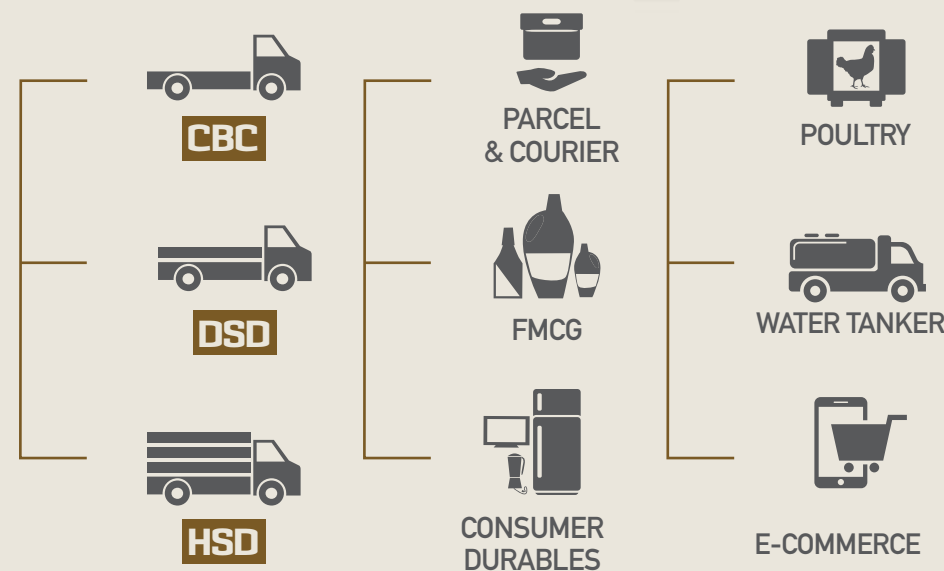 CBC
DSD
HSD
PARCEL
& COURIER
FMCG
CONSUMER
DURABLES
POULTRY
WATER TANKER
E-COMMERCE